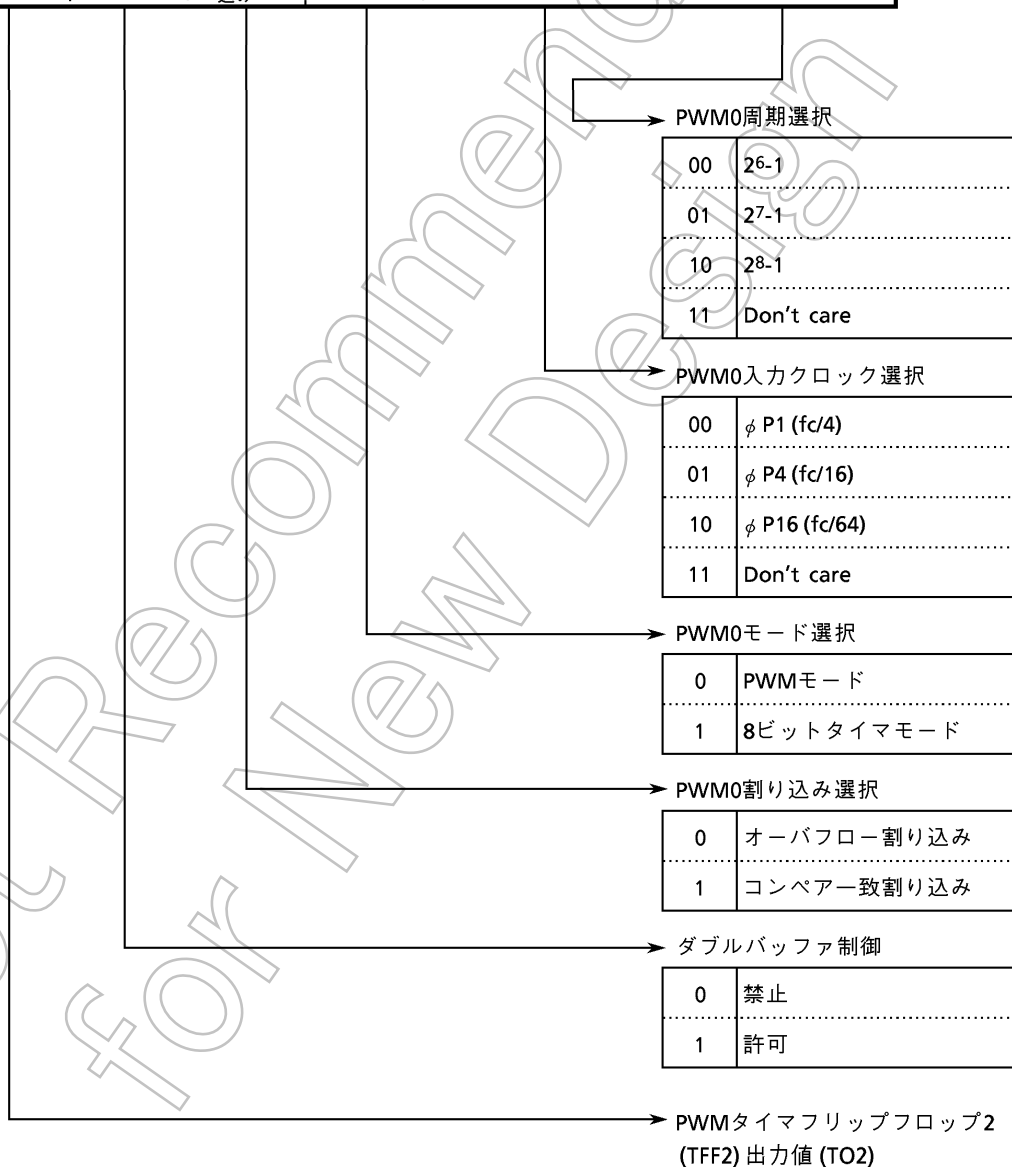 PWM0周期選択
00 2⁶-1
01 2⁷-1
10 2⁸-1
11 Don't care
PWM0入力クロック選択
00 φP1 (fc/4)
01 φP4 (fc/16)
10 φP16 (fc/64)
11 Don't care
PWM0モード選択
0 PWMモード
1 8ビットタイマモード
PWM0割り込み選択
0 オーバフロー割り込み
1 コンペアー致割り込み
ダブルバッファ制御
0 禁止
1 許可
PWMタイマフリップフロップ2
(TFF2) 出力値 (TO2)
Recommend
for New Design